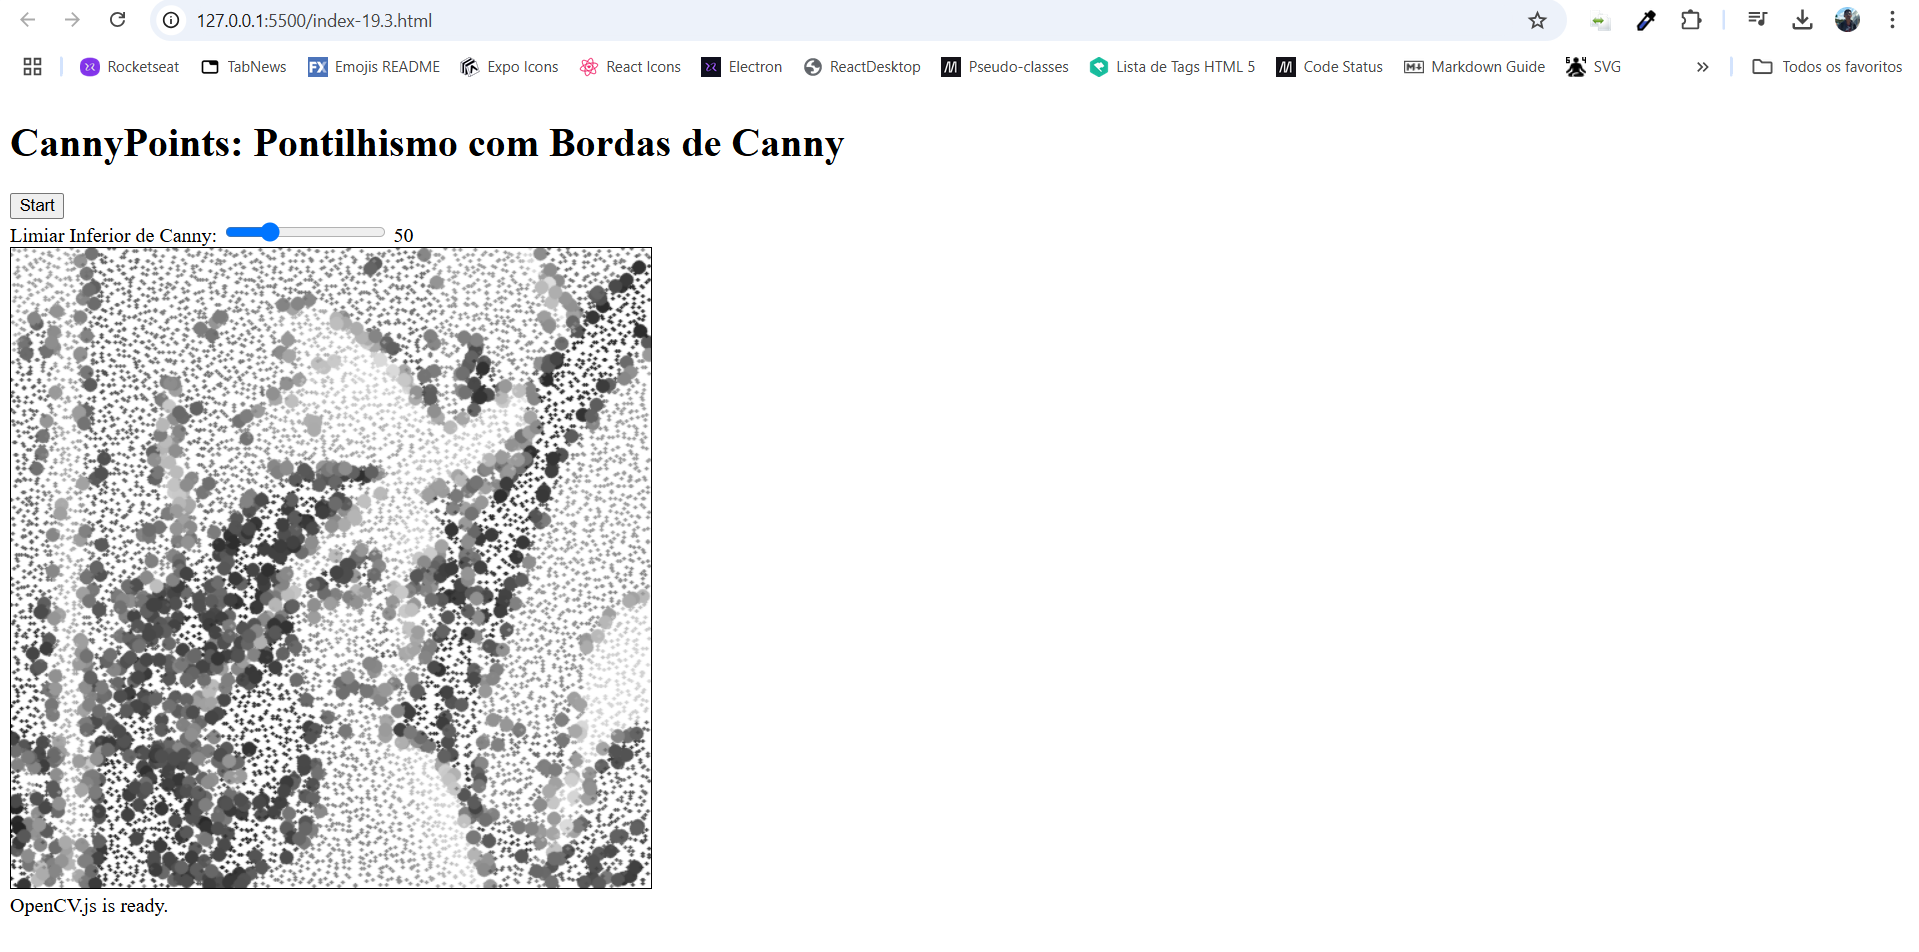 127.0.0.1:5500/index-19.3.html
Rocketseat TabNews FX Emojis README Expo Icons React Icons Electron ReactDesktop Pseudo-classes Lista de Tags HTML 5 Code Status Markdown Guide SVG Todos os favoritos
CannyPoints: Pontilhismo com Bordas de Canny
Start
Limiar Inferior de Canny: 50
OpenCV.js is ready.